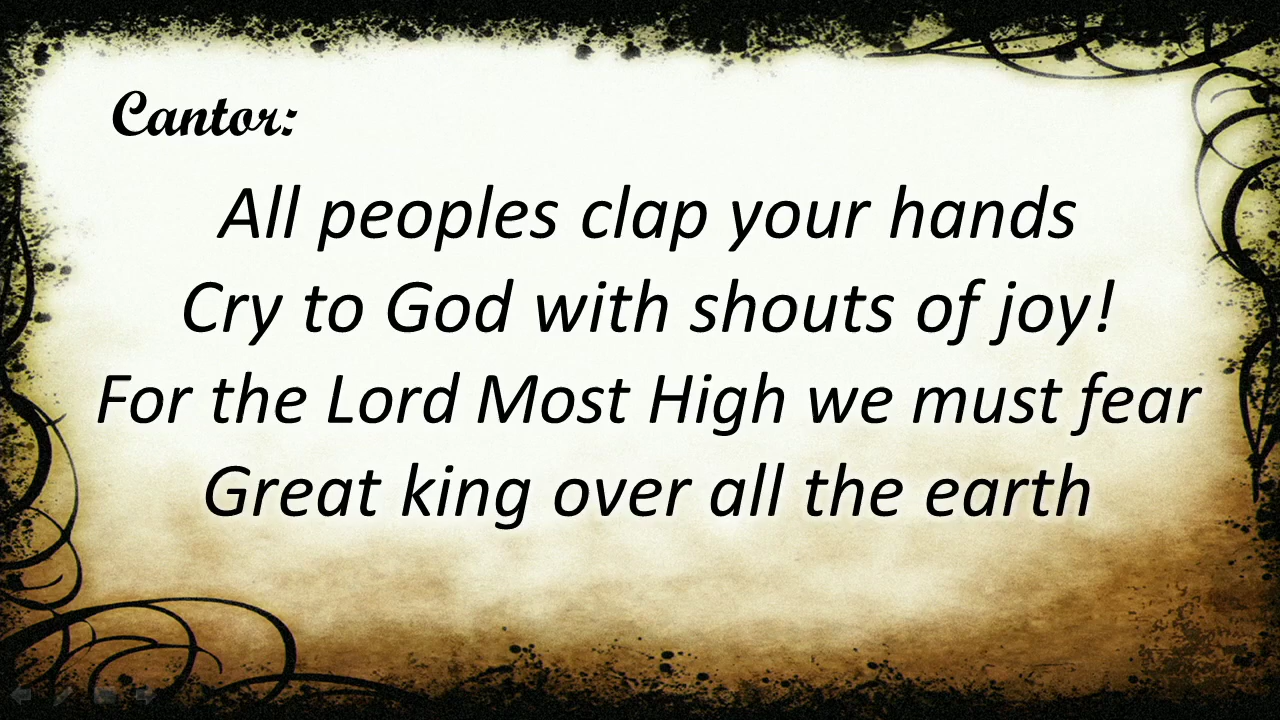 Cantor:
All peoples clap your hands
Cry to God with shouts of joy!
For the Lord Most High we must fear
Great king over all the earth